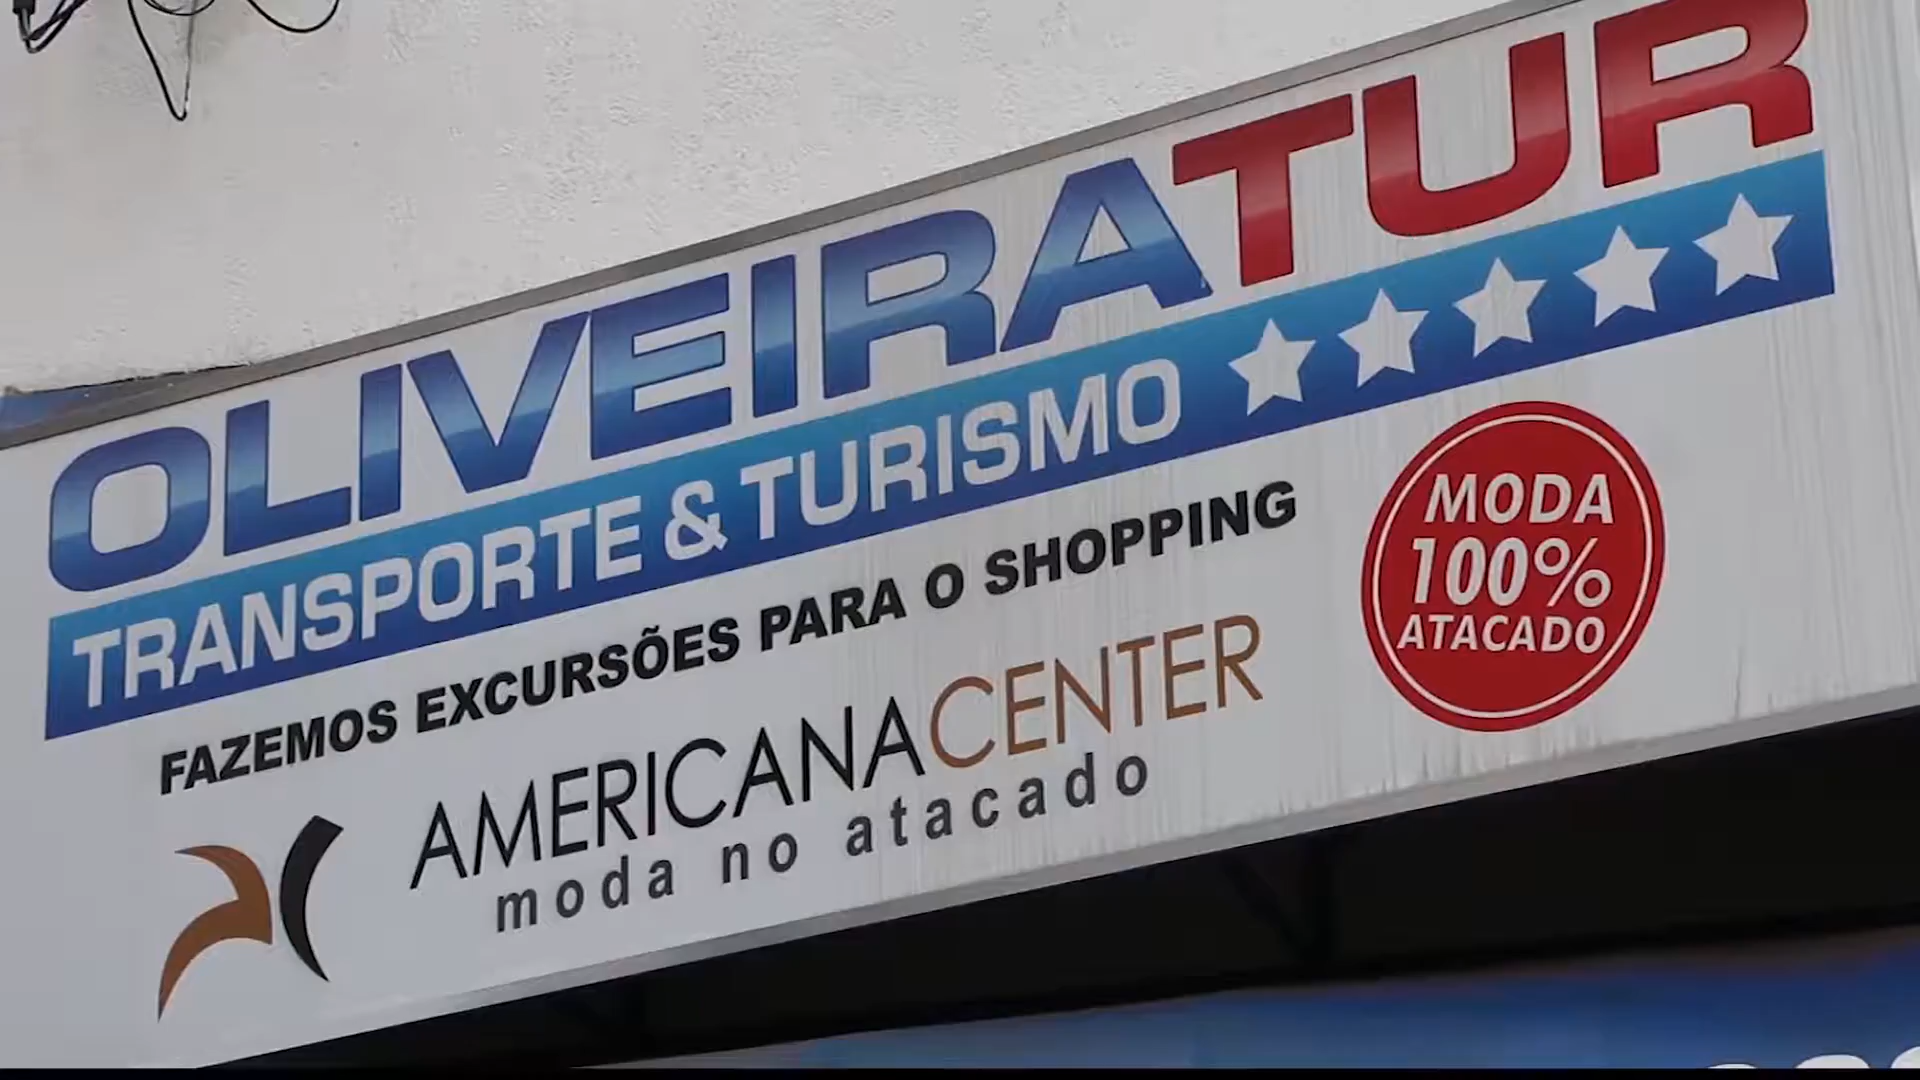 OLIVEIRATUR
TRANSPORTE & TURISMO
FAZEMOS EXCURSÕES PARA O SHOPPING
AMERICANACENTER
moda no atacado
MODA
100%
ATACADO